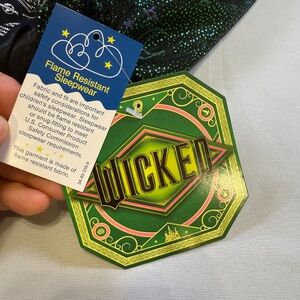 Flame Resistant
Sleepwear
Fabric and fit are important
safety considerations for
children's sleepwear. Sleepwear
should be flame resistant
or snug-fitting to meet
U.S. Consumer Product
Safety Commission
sleepwear requirements.
This garment is made of
flame resistant fabric.
WICKED